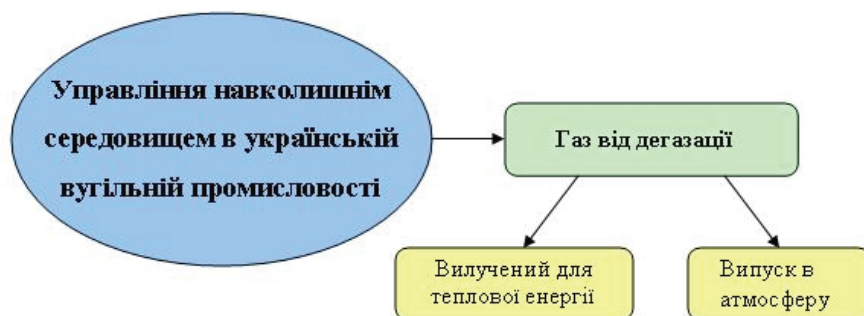 Управління навколишнім
середовищем в українській
вугільній промисловості
Газ від дегазації
Вилучений для
теплової енергії
Випуск в
атмосферу